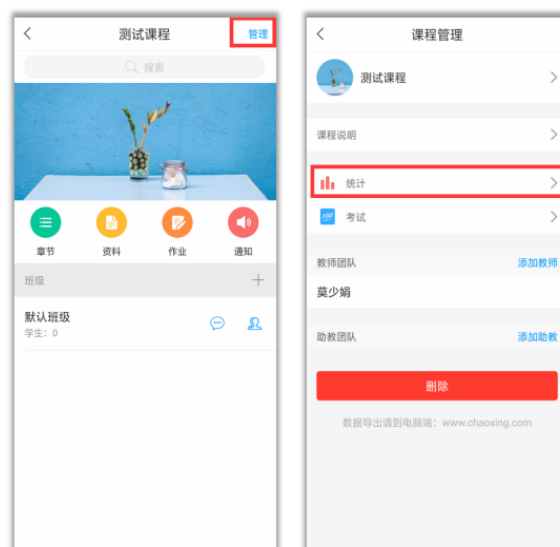 测试课程
管理
搜索
章节
资料
作业
通知
班级
默认班级
学生：0
课程管理
测试课程
课程说明
统计
100
考试
教师团队
添加教师
莫少娟
助教团队
添加助教
删除
数据导出请到电脑端：www.chaoxing.com